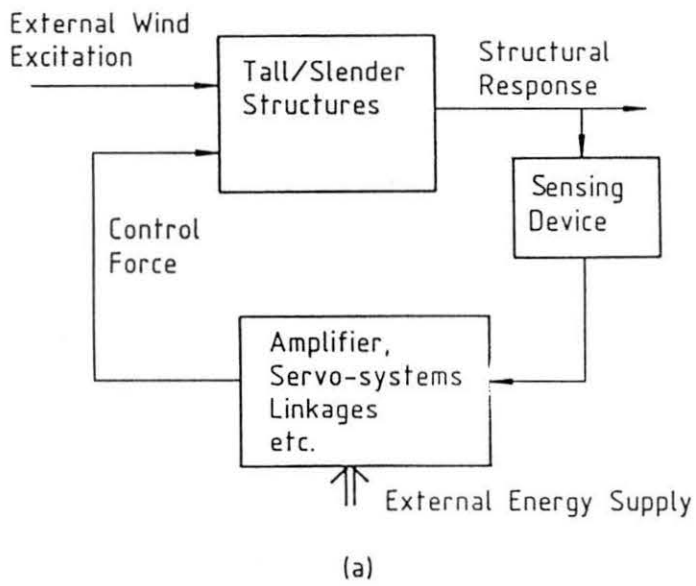 External Wind
Excitation
Tall/Slender
Structures
Structural
Response
Sensing
Device
Control
Force
Amplifier,
Servo-systems
Linkages
etc.
External Energy Supply
(a)